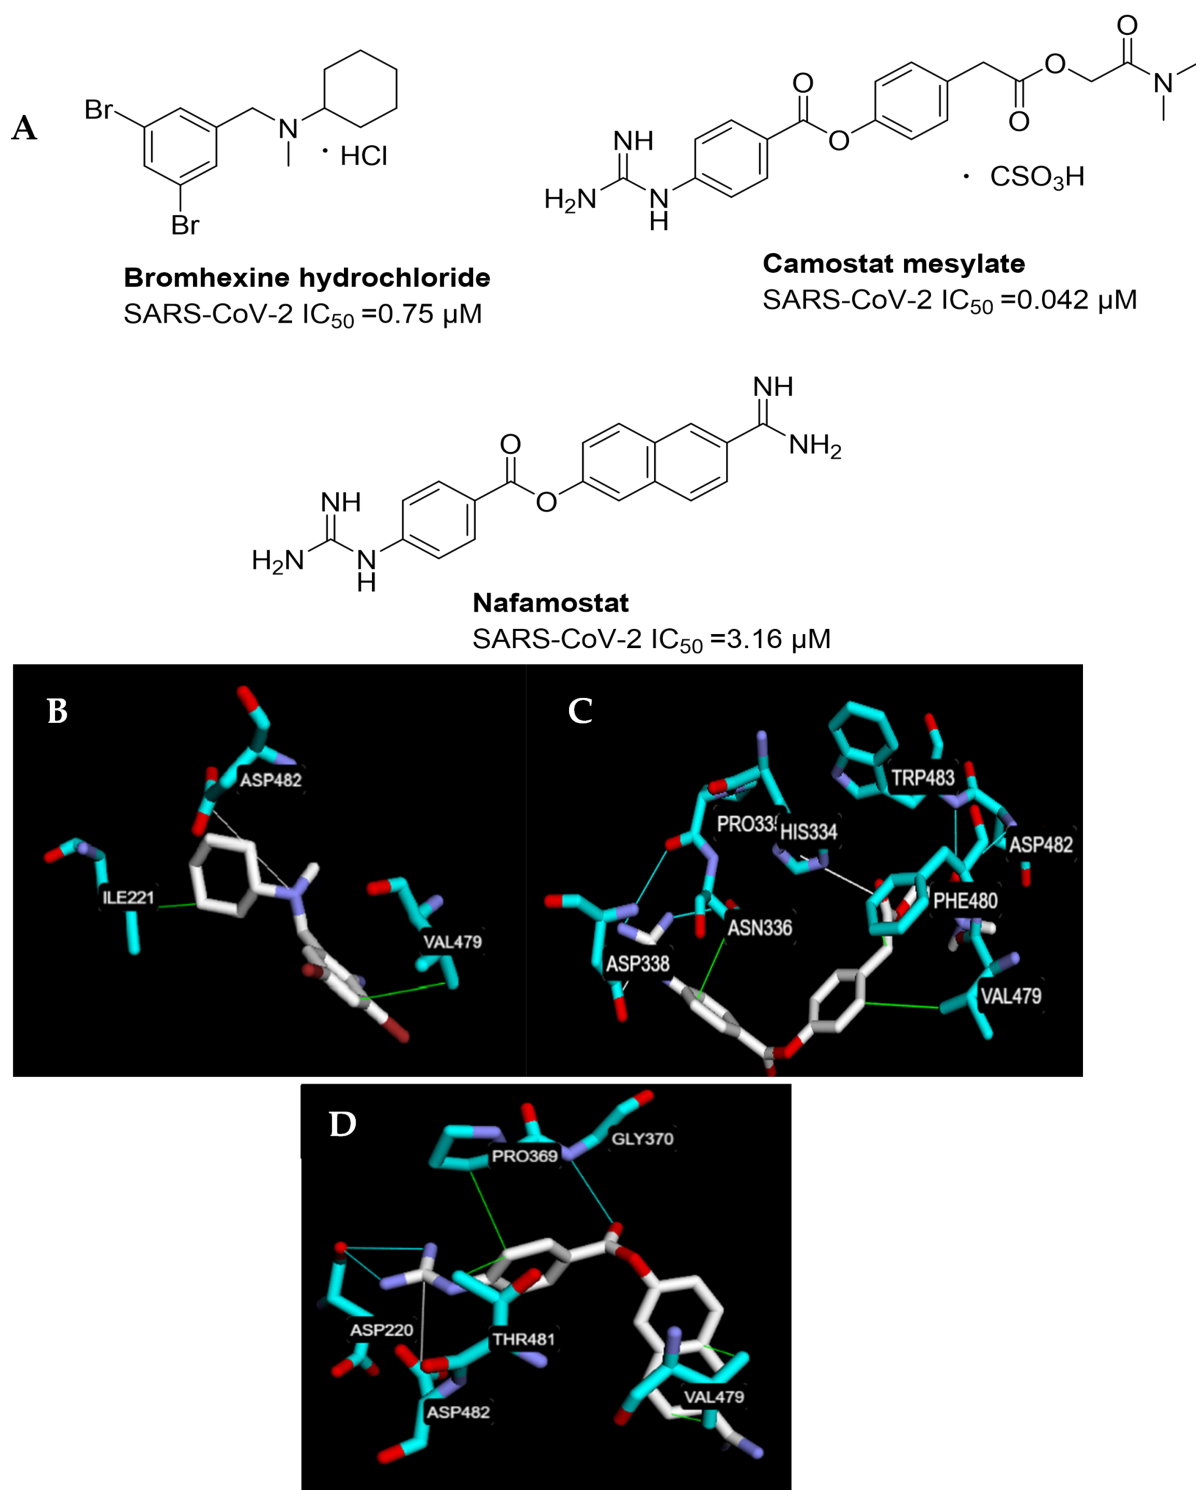 A
Br
N
· HCl
Br
Bromhexine hydrochloride
SARS-CoV-2 IC₅₀ =0.75 µM
O
O
N
O
O
O
NH
H₂N
N
H
· CSO₃H
Camostat mesylate
SARS-CoV-2 IC₅₀ =0.042 µM
NH
NH₂
O
O
NH
H₂N
N
H
Nafamostat
SARS-CoV-2 IC₅₀ =3.16 µM
B
ASP482
ILE221
VAL479
C
TRP483
HIS334
ASP482
PHE480
ASN336
ASP338
VAL479
D
GLY370
PRO369
ASP220
THR481
VAL479
ASP482